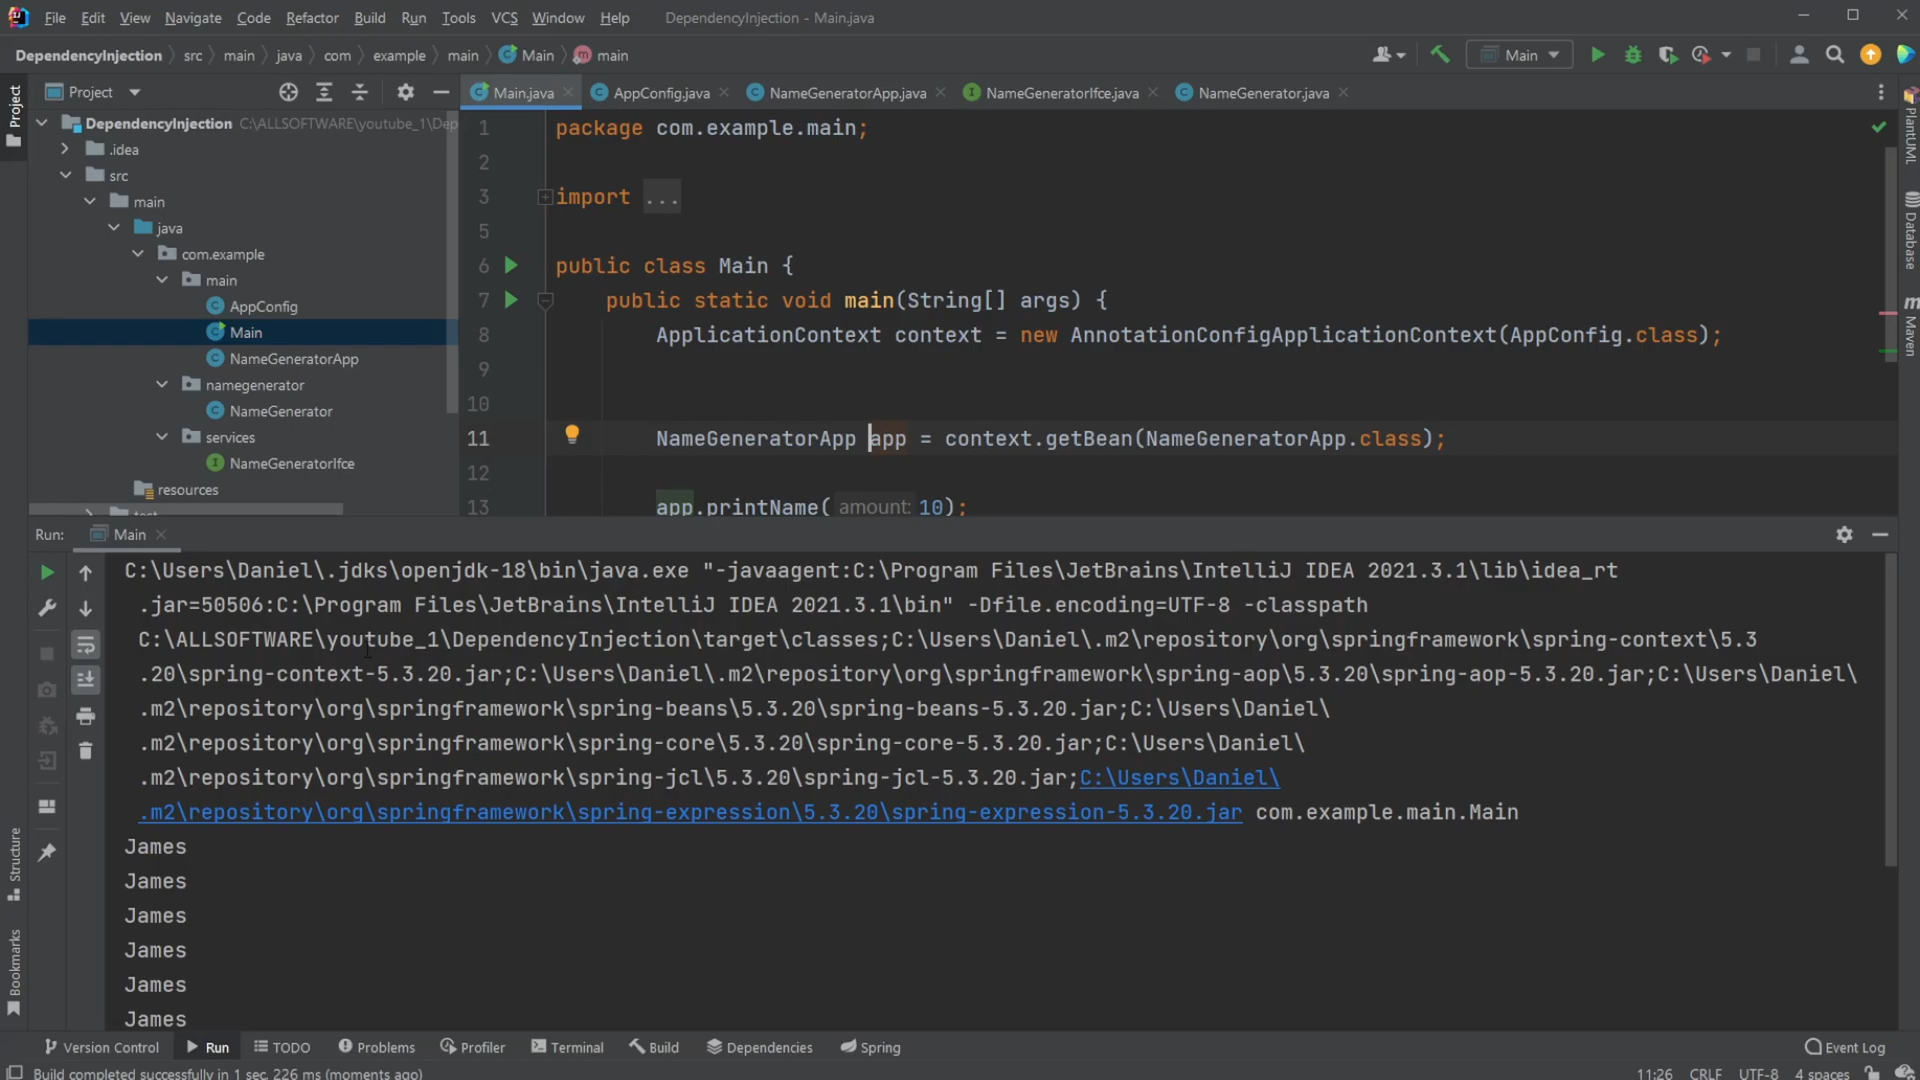 File Edit View Navigate Code Refactor Build Run Tools VCS Window Help DependencyInjection - Main.java
DependencyInjection src main java com example main Main main
Main
Project
Main.java AppConfig.java NameGeneratorApp.java NameGeneratorIfce.java NameGenerator.java
Project
DependencyInjection C:\ALLSOFTWARE\youtube_1\Dep
.idea
src
main
java
com.example
main
AppConfig
Main
NameGeneratorApp
namegenerator
NameGenerator
services
NameGeneratorIfce
resources
test
1 package com.example.main;
2
3 import ...
5
6 public class Main {
7 public static void main(String[] args) {
8 ApplicationContext context = new AnnotationConfigApplicationContext(AppConfig.class);
9
10
11 NameGeneratorApp app = context.getBean(NameGeneratorApp.class);
12
13 app.printName( amount: 10);
PlantUML
Database
m Maven
Run: Main
C:\Users\Daniel\.jdks\openjdk-18\bin\java.exe "-javaagent:C:\Program Files\JetBrains\IntelliJ IDEA 2021.3.1\lib\idea_rt
.jar=50506:C:\Program Files\JetBrains\IntelliJ IDEA 2021.3.1\bin" -Dfile.encoding=UTF-8 -classpath
C:\ALLSOFTWARE\youtube_1\DependencyInjection\target\classes;C:\Users\Daniel\.m2\repository\org\springframework\spring-context\5.3
.20\spring-context-5.3.20.jar;C:\Users\Daniel\.m2\repository\org\springframework\spring-aop\5.3.20\spring-aop-5.3.20.jar;C:\Users\Daniel\
.m2\repository\org\springframework\spring-beans\5.3.20\spring-beans-5.3.20.jar;C:\Users\Daniel\
.m2\repository\org\springframework\spring-core\5.3.20\spring-core-5.3.20.jar;C:\Users\Daniel\
.m2\repository\org\springframework\spring-jcl\5.3.20\spring-jcl-5.3.20.jar;C:\Users\Daniel\
.m2\repository\org\springframework\spring-expression\5.3.20\spring-expression-5.3.20.jar com.example.main.Main
James
James
James
James
James
James
Structure
Bookmarks
Version Control Run TODO Problems Profiler Terminal Build Dependencies Spring Event Log
Build completed successfully in 1 sec, 226 ms (moments ago) 11:26 CRLF UTF-8 4 spaces